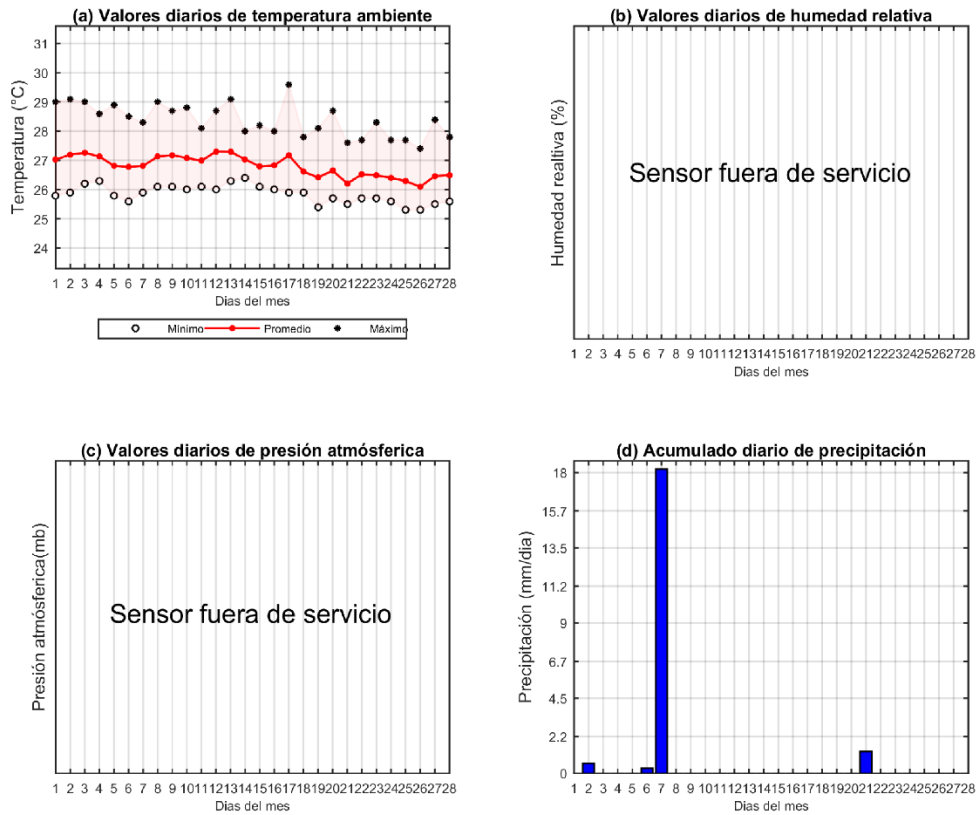 (a) Valores diarios de temperatura ambiente
Temperatura (°C)
31
30
29
28
27
26
25
24
1 2 3 4 5 6 7 8 9 10 11 12 13 14 15 16 17 18 19 20 21 22 23 24 25 26 27 28
Dias del mes
Mínimo Promedio Máximo
(b) Valores diarios de humedad relativa
Humedad realtiva (%)
Sensor fuera de servicio
1 2 3 4 5 6 7 8 9 10 11 12 13 14 15 16 17 18 19 20 21 22 23 24 25 26 27 28
Dias del mes
(c) Valores diarios de presión atmósferica
Presión atmósferica(mb)
Sensor fuera de servicio
1 2 3 4 5 6 7 8 9 10 11 12 13 14 15 16 17 18 19 20 21 22 23 24 25 26 27 28
Dias del mes
(d) Acumulado diario de precipitación
Precipitación (mm/dia)
18
15.7
13.5
11.2
9
6.7
4.5
2.2
0
1 2 3 4 5 6 7 8 9 10 11 12 13 14 15 16 17 18 19 20 21 22 23 24 25 26 27 28
Dias del mes